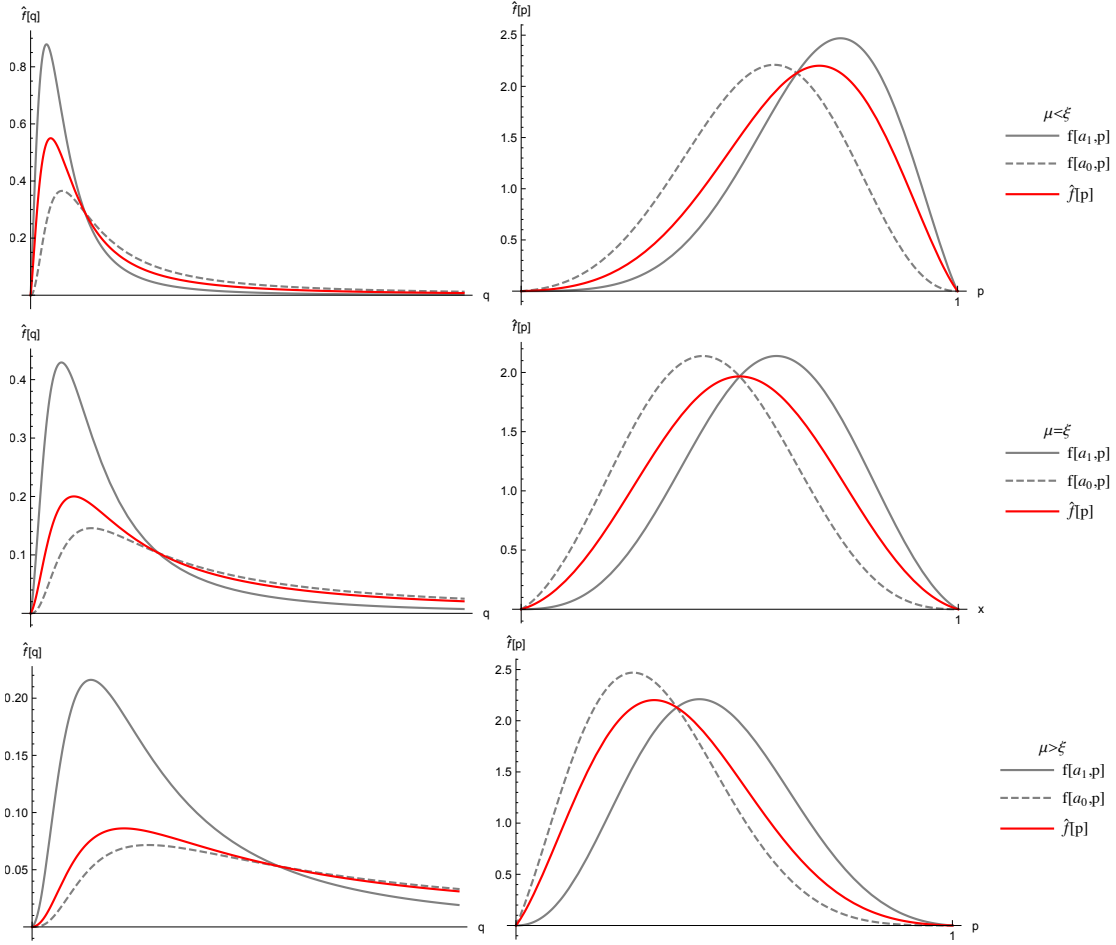 f̂[q]
0.8
0.6
0.4
0.2
q
f̂[p]
2.5
2.0
1.5
1.0
0.5
1
p
μ<ξ
f[a₁,p]
f[a₀,p]
f̂[p]
f̂[q]
0.4
0.3
0.2
0.1
q
f̂[p]
2.0
1.5
1.0
0.5
1
x
μ=ξ
f[a₁,p]
f[a₀,p]
f̂[p]
f̂[q]
0.20
0.15
0.10
0.05
q
f̂[p]
2.5
2.0
1.5
1.0
0.5
1
p
μ>ξ
f[a₁,p]
f[a₀,p]
f̂[p]